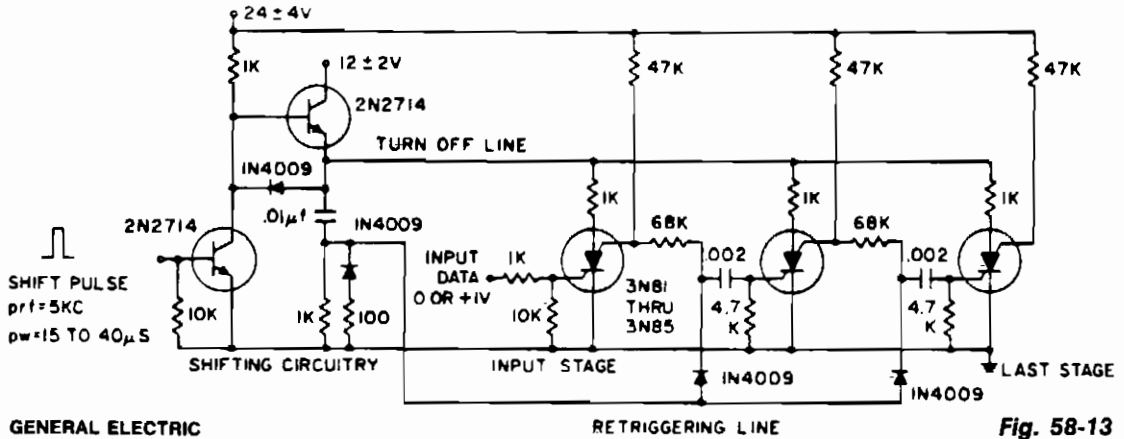 24 ± 4V
1K
12 ± 2V
2N2714
TURN OFF LINE
47K
47K
47K
1N4009
.01µf
1N4009
2N2714
1K
1K
1K
68K
68K
SHIFT PULSE
prf=5KC
pw=15 TO 40µS
10K
1K
100
INPUT
DATA
0 OR +1V
1K
10K
3N81
THRU
3N85
.002
4.7
K
.002
4.7
K
SHIFTING CIRCUITRY
INPUT STAGE
LAST STAGE
1N4009
1N4009
GENERAL ELECTRIC
RETRIGGERING LINE
Fig. 58-13